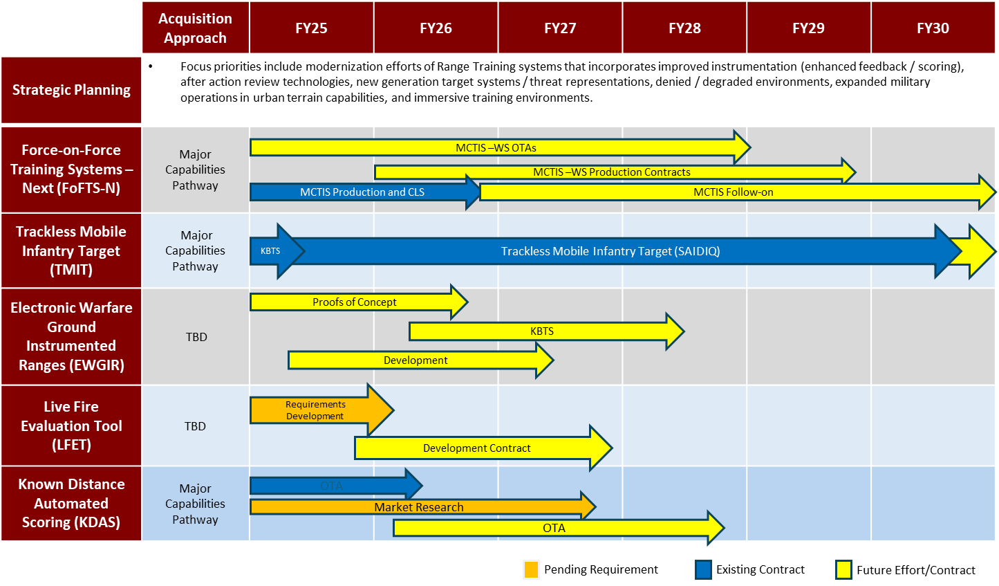 Acquisition
Approach
FY25
FY26
FY27
FY28
FY29
FY30
Strategic Planning
• Focus priorities include modernization efforts of Range Training systems that incorporates improved instrumentation (enhanced feedback / scoring),
after action review technologies, new generation target systems / threat representations, denied / degraded environments, expanded military
operations in urban terrain capabilities, and immersive training environments.
Force-on-Force
Training Systems –
Next (FoFTS-N)
Major
Capabilities
Pathway
MCTIS –WS OTAs
MCTIS –WS Production Contracts
MCTIS Production and CLS
MCTIS Follow-on
Trackless Mobile
Infantry Target
(TMIT)
Major
Capabilities
Pathway
KBTS
Trackless Mobile Infantry Target (SAIDIQ)
Electronic Warfare
Ground
Instrumented
Ranges (EWGIR)
TBD
Proofs of Concept
KBTS
Development
Live Fire
Evaluation Tool
(LFET)
TBD
Requirements
Development
Development Contract
Known Distance
Automated
Scoring (KDAS)
Major
Capabilities
Pathway
OTA
Market Research
OTA
Pending Requirement
Existing Contract
Future Effort/Contract